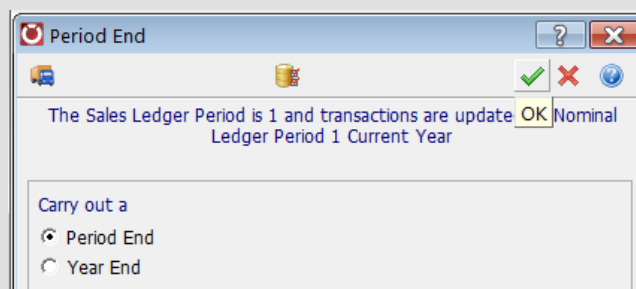 Period End
The Sales Ledger Period is 1 and transactions are update OK Nominal
Ledger Period 1 Current Year
Carry out a
Period End
Year End